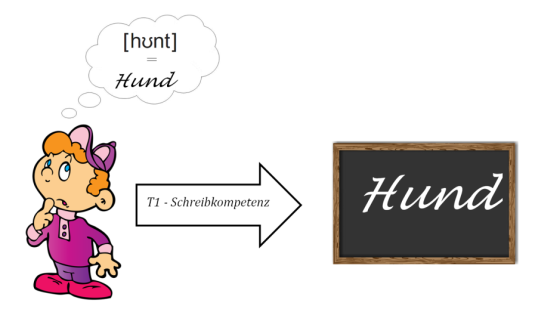 [hʊnt]
=
Hund
T1 - Schreibkompetenz
Hund